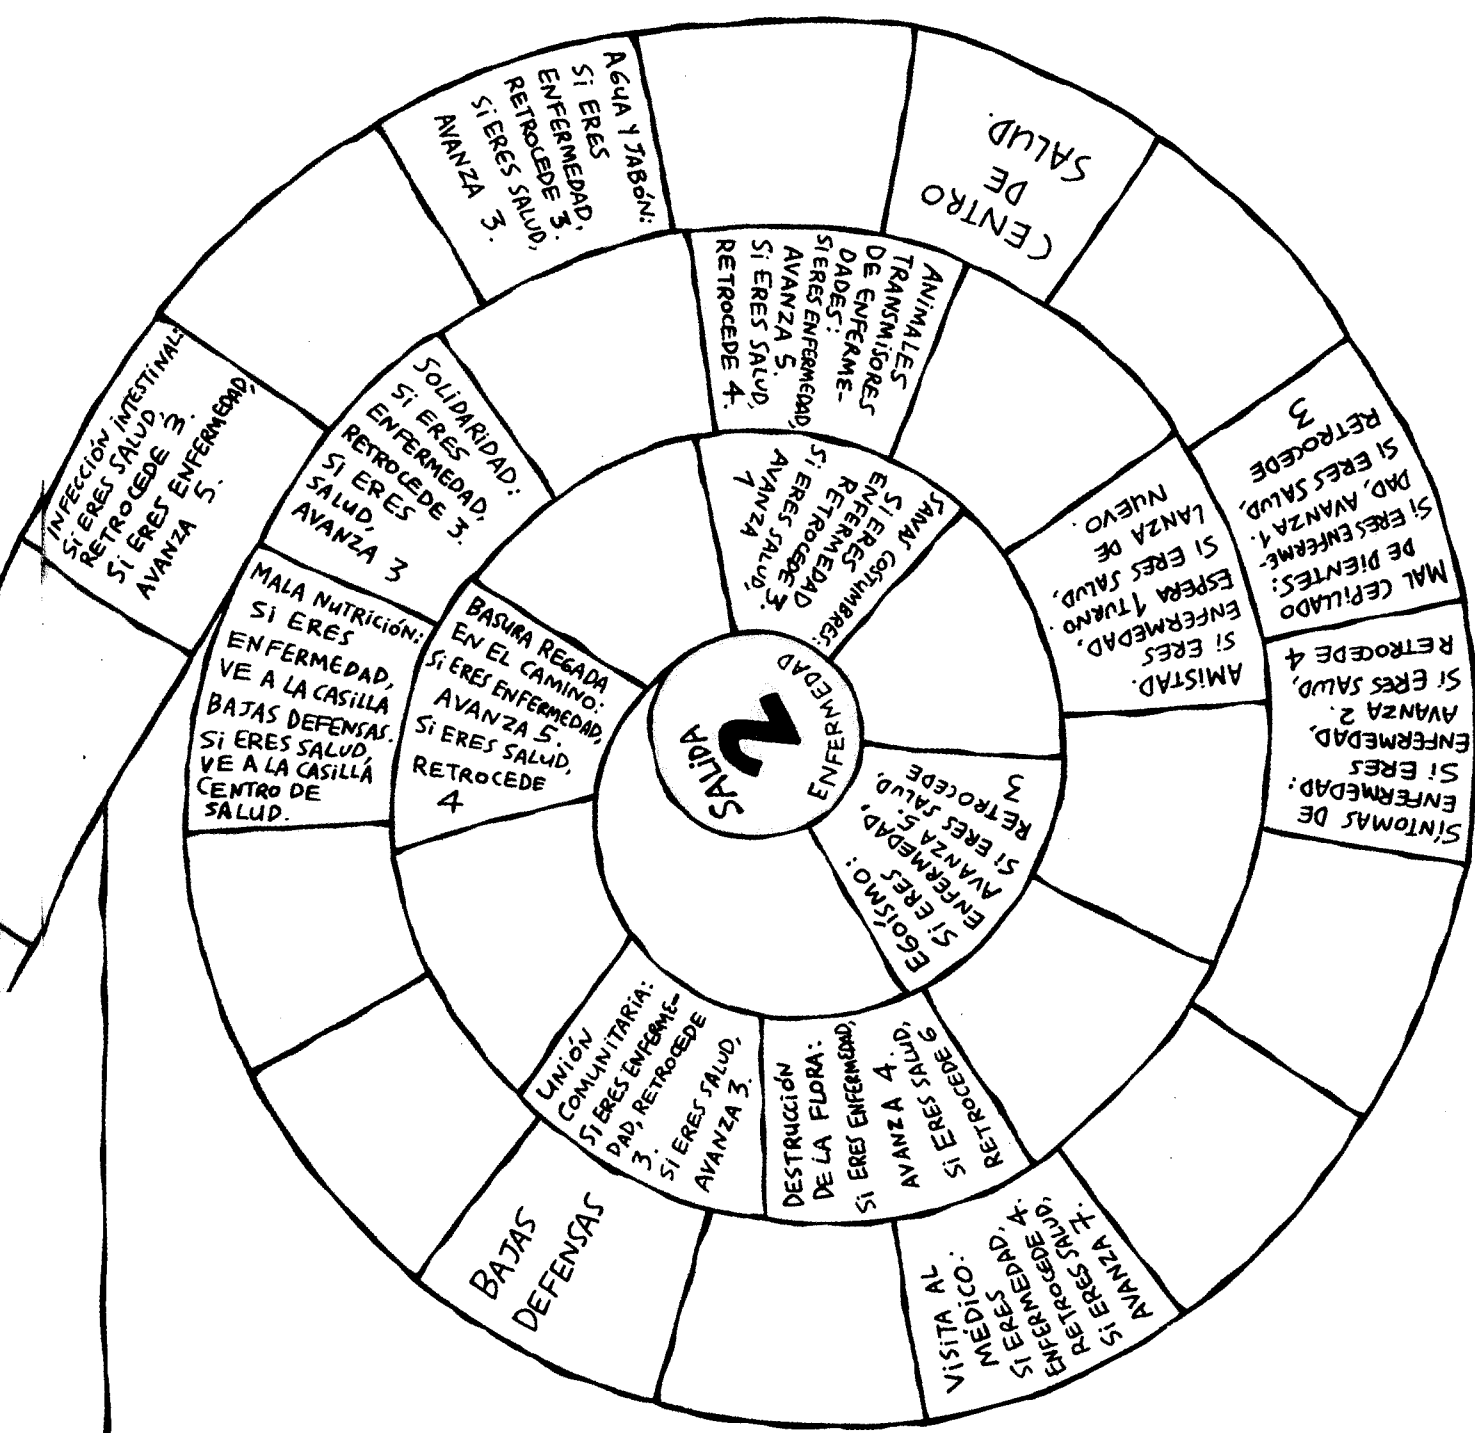 SALIDA
2
ENFERMEDAD
ENFERMEDAD
EGOÍSMO:
SI ERES
ENFERMEDAD,
AVANZA 5.
SI ERES SALUD,
RETROCEDE
3
SANAS COSTUMBRES:
SI ERES
ENFERMEDAD
RETROCEDE 3.
SI ERES SALUD,
AVANZA
1
BASURA REGADA
EN EL CAMINO:
SI ERES ENFERMEDAD,
AVANZA 5.
SI ERES SALUD,
RETROCEDE
4
UNIÓN
COMUNITARIA:
SI ERES ENFERME-
DAD, RETROCEDE
3.
SI ERES SALUD,
AVANZA 3.
DESTRUCCIÓN
DE LA FLORA:
SI ERES ENFERMEDAD,
AVANZA 4.
SI ERES SALUD,
RETROCEDE 6
AMISTAD.
SI ERES
ENFERMEDAD,
ESPERA 1 TURNO.
SI ERES SALUD,
LANZA DE
NUEVO.
ANIMALES
TRANSMISORES
DE ENFERME-
DADES:
SI ERES ENFERMEDAD,
AVANZA 5.
SI ERES SALUD,
RETROCEDE 4.
SOLIDARIDAD:
SI ERES
ENFERMEDAD,
RETROCEDE 3.
SI ERES
SALUD,
AVANZA 3
MALA NUTRICIÓN:
SI ERES
ENFERMEDAD,
VE A LA CASILLA
BAJAS DEFENSAS.
SI ERES SALUD,
VE A LA CASILLA
CENTRO DE
SALUD.
BAJAS
DEFENSAS
VISITA AL
MÉDICO.
SI ERES
ENFERMEDAD,
RETROCEDE 4.
SI ERES SALUD,
AVANZA 7.
SÍNTOMAS DE
ENFERMEDAD:
SI ERES
ENFERMEDAD,
AVANZA 2.
SI ERES SALUD,
RETROCEDE 4
MAL CEPILLADO
DE DIENTES:
SI ERES ENFERME-
DAD, AVANZA 1.
SI ERES SALUD,
RETROCEDE
3
CENTRO
DE
SALUD.
AGUA Y JABÓN:
SI ERES
ENFERMEDAD,
RETROCEDE 3.
SI ERES SALUD,
AVANZA 3.
INFECCIÓN INTESTINAL:
SI ERES SALUD,
RETROCEDE 3.
SI ERES ENFERMEDAD,
AVANZA 5.